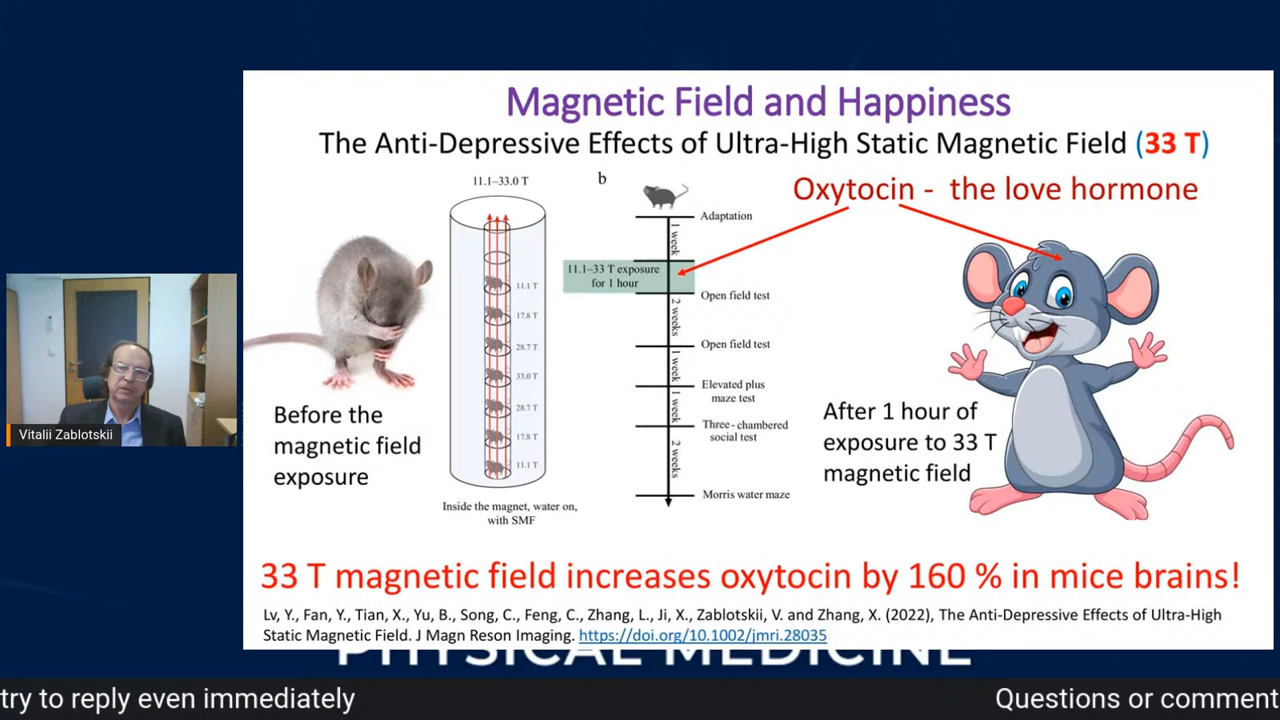 Magnetic Field and Happiness
The Anti-Depressive Effects of Ultra-High Static Magnetic Field (33 T)
11.1–33.0 T
b
Oxytocin - the love hormone
Adaptation
1 week
11.1–33 T exposure
for 1 hour
11.1 T
17.8 T
28.7 T
33.0 T
28.7 T
17.8 T
11.1 T
Open field test
2 weeks
Open field test
1 week
Elevated plus
maze test
1 week
Three-chambered
social test
2 weeks
Morris water maze
Before the
magnetic field
exposure
Inside the magnet, water on,
with SMF
After 1 hour of
exposure to 33 T
magnetic field
Vitalii Zablotskii
33 T magnetic field increases oxytocin by 160 % in mice brains!
Lv, Y., Fan, Y., Tian, X., Yu, B., Song, C., Feng, C., Zhang, L., Ji, X., Zablotskii, V. and Zhang, X. (2022), The Anti-Depressive Effects of Ultra-High
Static Magnetic Field. J Magn Reson Imaging. https://doi.org/10.1002/jmri.28035
PHYSICAL MEDICINE
try to reply even immediately
Questions or comment